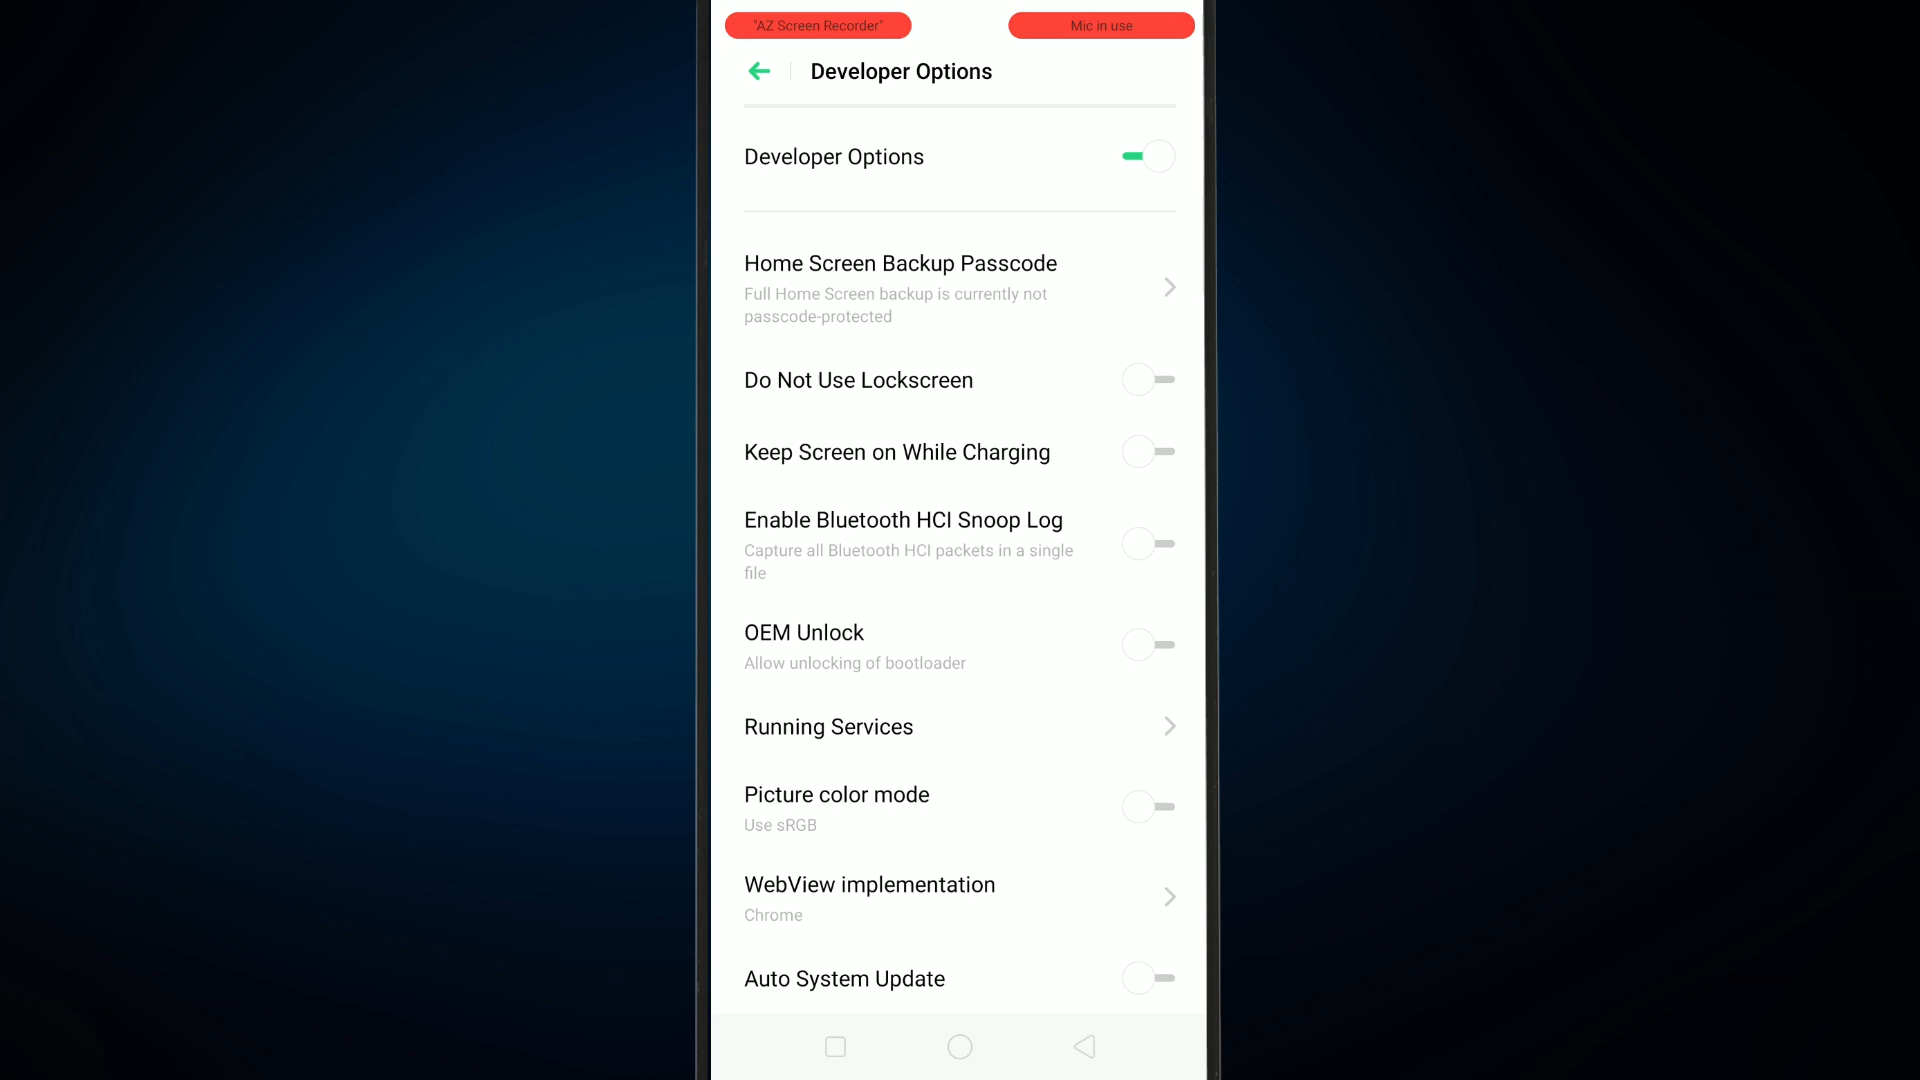 "AZ Screen Recorder"
Mic in use
Developer Options
Developer Options
Home Screen Backup Passcode
Full Home Screen backup is currently not
passcode-protected
Do Not Use Lockscreen
Keep Screen on While Charging
Enable Bluetooth HCI Snoop Log
Capture all Bluetooth HCI packets in a single
file
OEM Unlock
Allow unlocking of bootloader
Running Services
Picture color mode
Use sRGB
WebView implementation
Chrome
Auto System Update